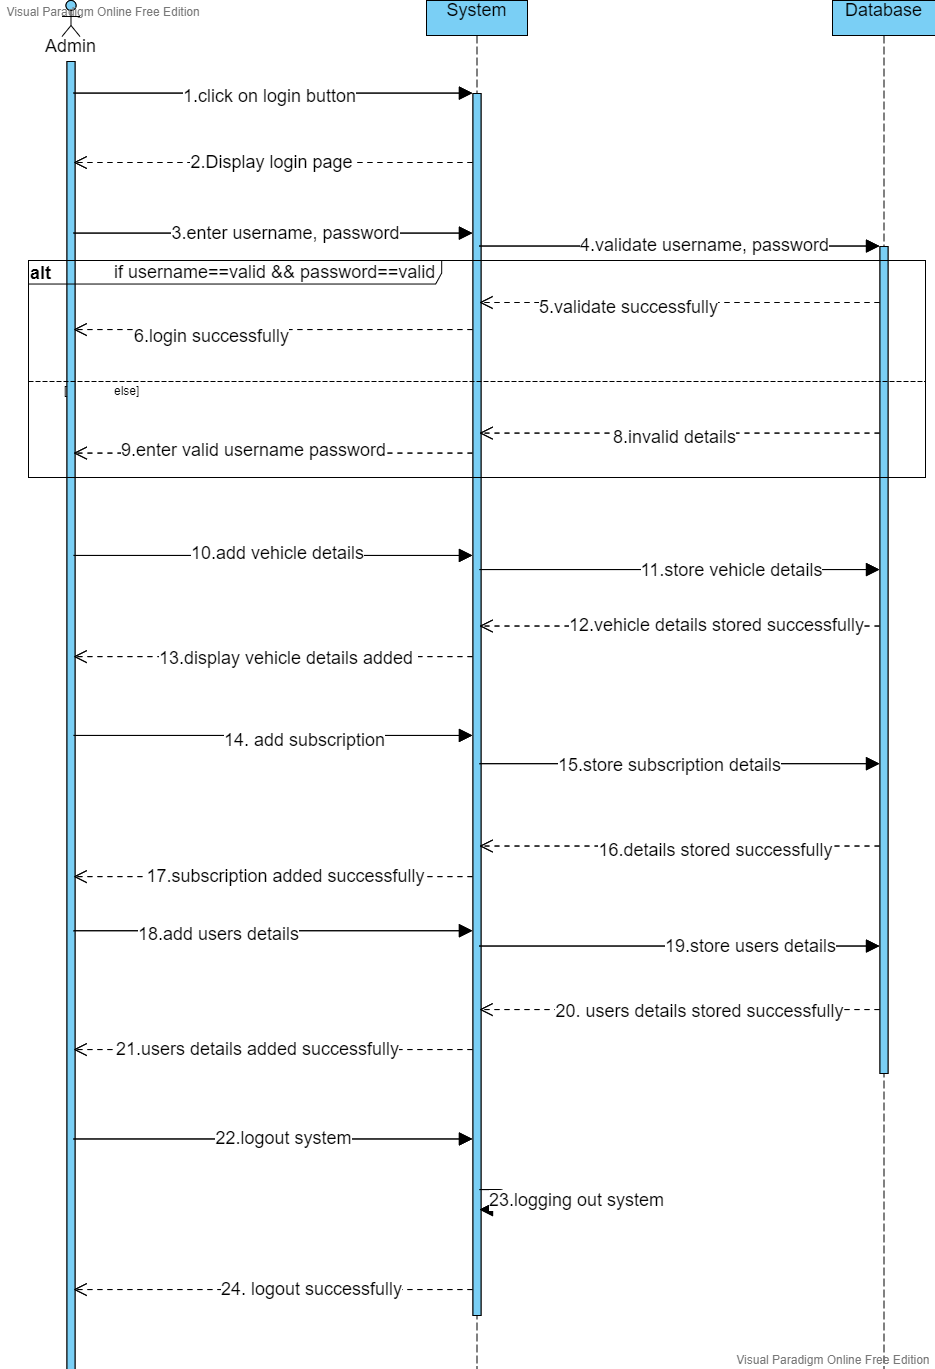 Visual Paradigm Online Free Edition
System
Database
Admin
1.click on login button
2.Display login page
3.enter username, password
4.validate username, password
alt
if username==valid && password==valid
5.validate successfully
6.login successfully
[ else]
8.invalid details
9.enter valid username password
10.add vehicle details
11.store vehicle details
12.vehicle details stored successfully
13.display vehicle details added
14. add subscription
15.store subscription details
16.details stored successfully
17.subscription added successfully
18.add users details
19.store users details
20. users details stored successfully
21.users details added successfully
22.logout system
23.logging out system
24. logout successfully
Visual Paradigm Online Free Edition